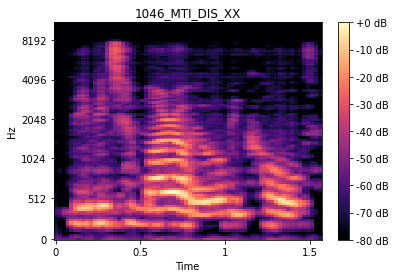 1046_MTI_DIS_XX
+0 dB
8192
-10 dB
4096
-20 dB
-30 dB
2048
Hz
-40 dB
1024
-50 dB
512
-60 dB
-70 dB
0
-80 dB
0
0.5
1
1.5
Time